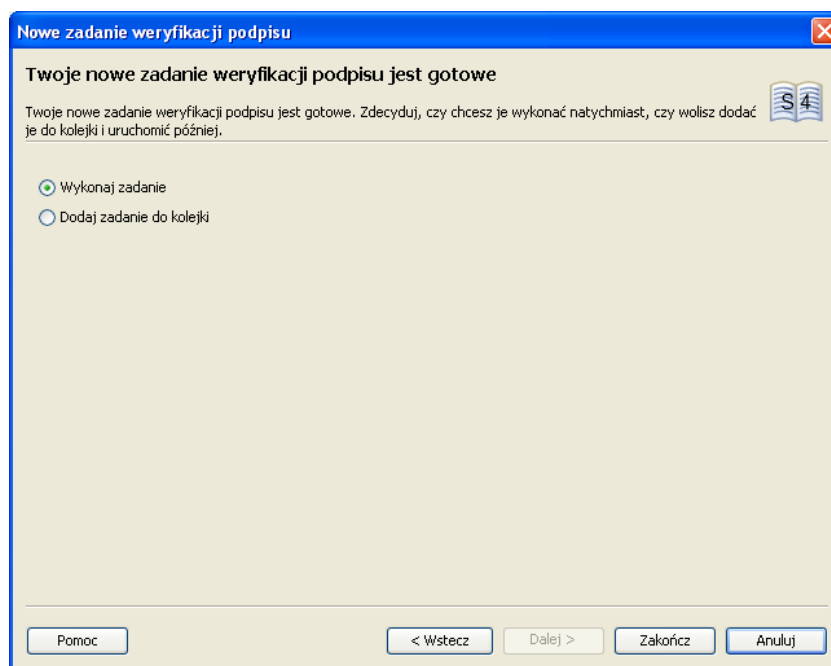 Nowe zadanie weryfikacji podpisu
Twoje nowe zadanie weryfikacji podpisu jest gotowe
Twoje nowe zadanie weryfikacji podpisu jest gotowe. Zdecyduj, czy chcesz je wykonać natychmiast, czy wolisz dodać
je do kolejki i uruchomić później.
S 4
Wykonaj zadanie
Dodaj zadanie do kolejki
Pomoc < Wstecz Dalej > Zakończ Anuluj